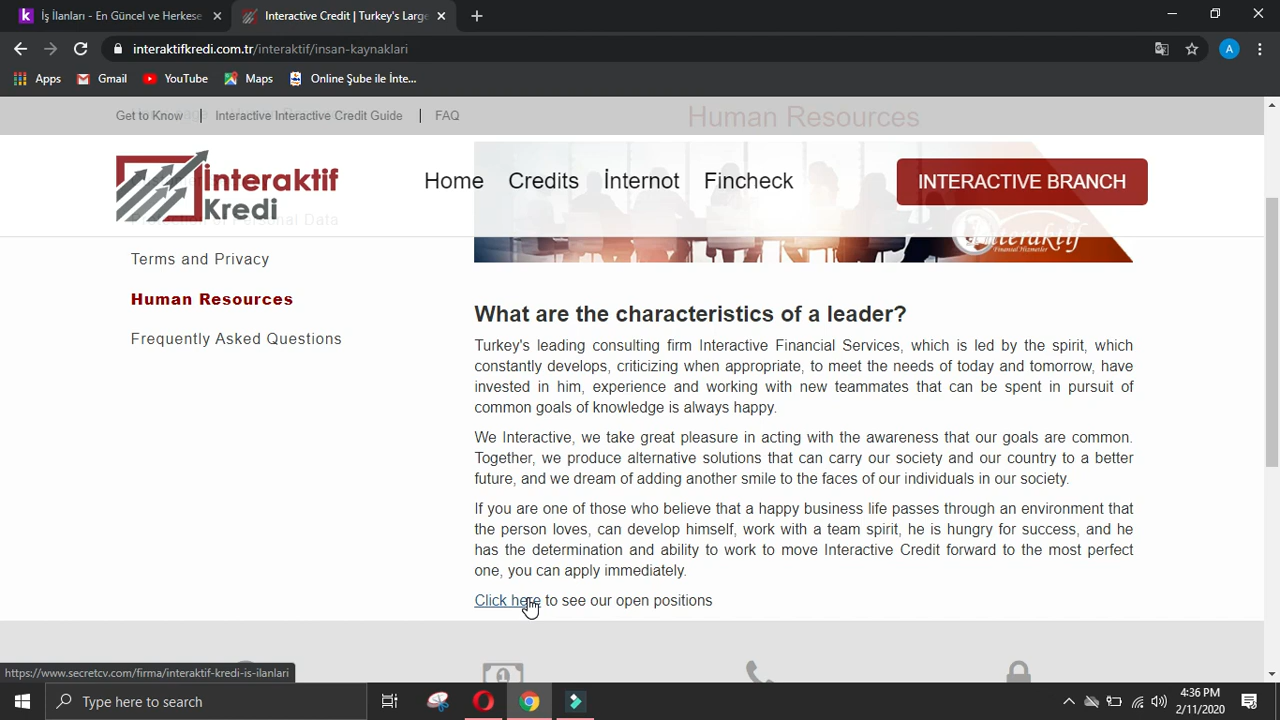 İş İlanları - En Güncel ve Herkese
Interactive Credit | Turkey's Large
interaktifkredi.com.tr/interaktif/insan-kaynaklari
A
Apps
Gmail
YouTube
Maps
Online Şube ile İnte...
Get to Know | Interactive Interactive Credit Guide | FAQ
Human Resources
İnteraktif
Kredi
Home
Credits
İnternot
Fincheck
INTERACTIVE BRANCH
İnteraktif
Finansal Hizmetler
Protection of Personal Data
Terms and Privacy
Human Resources
Frequently Asked Questions
What are the characteristics of a leader?
Turkey's leading consulting firm Interactive Financial Services, which is led by the spirit, which
constantly develops, criticizing when appropriate, to meet the needs of today and tomorrow, have
invested in him, experience and working with new teammates that can be spent in pursuit of
common goals of knowledge is always happy.
We Interactive, we take great pleasure in acting with the awareness that our goals are common.
Together, we produce alternative solutions that can carry our society and our country to a better
future, and we dream of adding another smile to the faces of our individuals in our society.
If you are one of those who believe that a happy business life passes through an environment that
the person loves, can develop himself, work with a team spirit, he is hungry for success, and he
has the determination and ability to work to move Interactive Credit forward to the most perfect
one, you can apply immediately.
Click here to see our open positions
https://www.secretcv.com/firma/interaktif-kredi-is-ilanlari
Type here to search
4:36 PM
2/11/2020